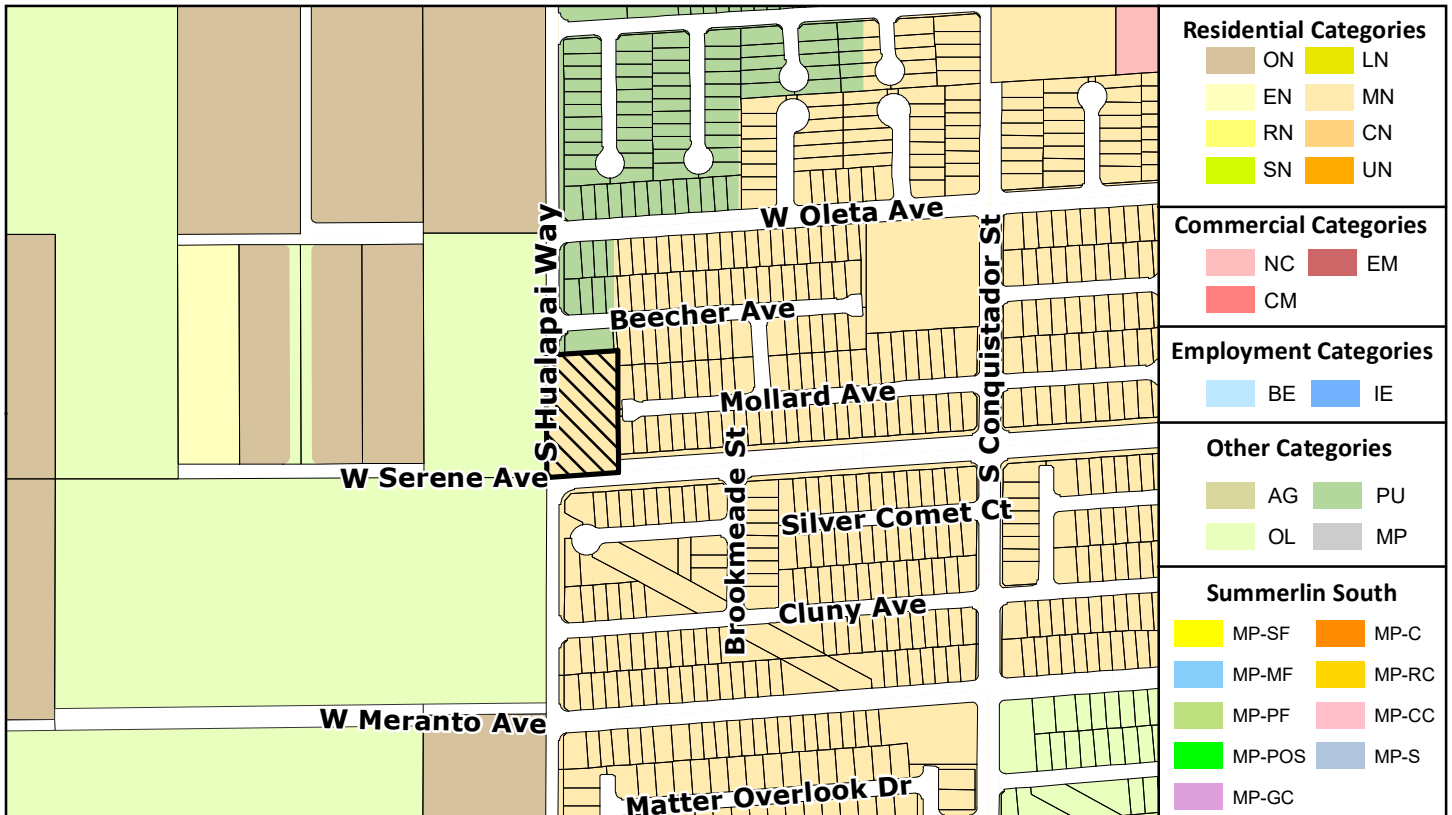 W Oleta Ave
S Hualapai Way
S Conquistador St
Beecher Ave
Mollard Ave
W Serene Ave
Brookmeade St
Silver Comet Ct
Cluny Ave
W Meranto Ave
Matter Overlook Dr
Residential Categories
ON LN
EN MN
RN CN
SN UN
Commercial Categories
NC EM
CM
Employment Categories
BE IE
Other Categories
AG PU
OL MP
Summerlin South
MP-SF MP-C
MP-MF MP-RC
MP-PF MP-CC
MP-POS MP-S
MP-GC